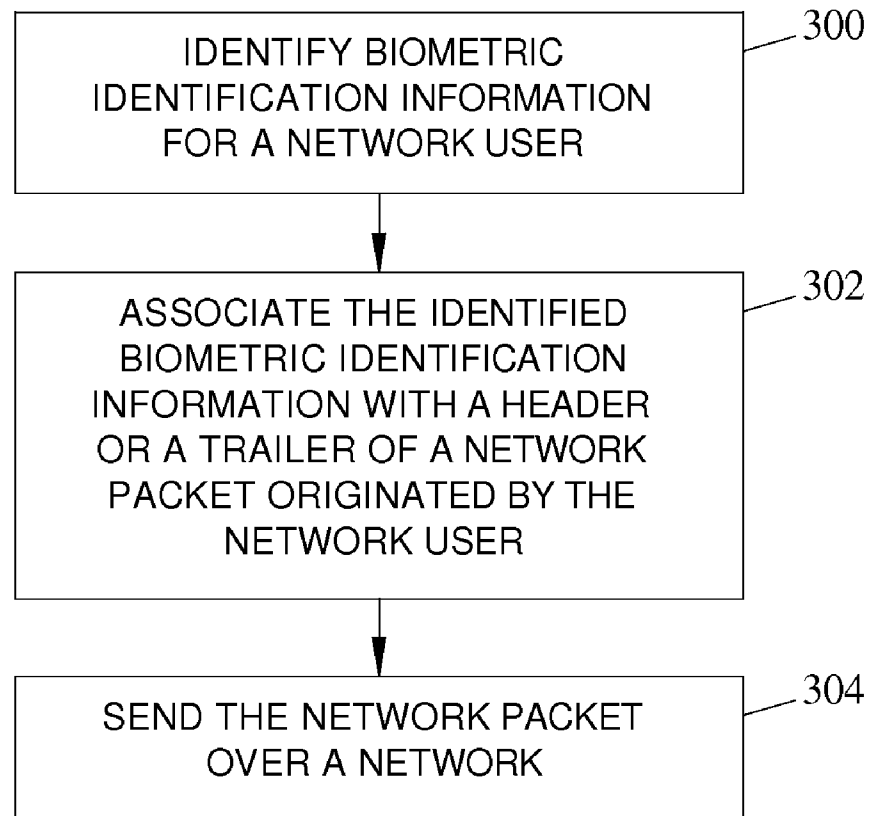 300
IDENTIFY BIOMETRIC
IDENTIFICATION INFORMATION
FOR A NETWORK USER
302
ASSOCIATE THE IDENTIFIED
BIOMETRIC IDENTIFICATION
INFORMATION WITH A HEADER
OR A TRAILER OF A NETWORK
PACKET ORIGINATED BY THE
NETWORK USER
304
SEND THE NETWORK PACKET
OVER A NETWORK